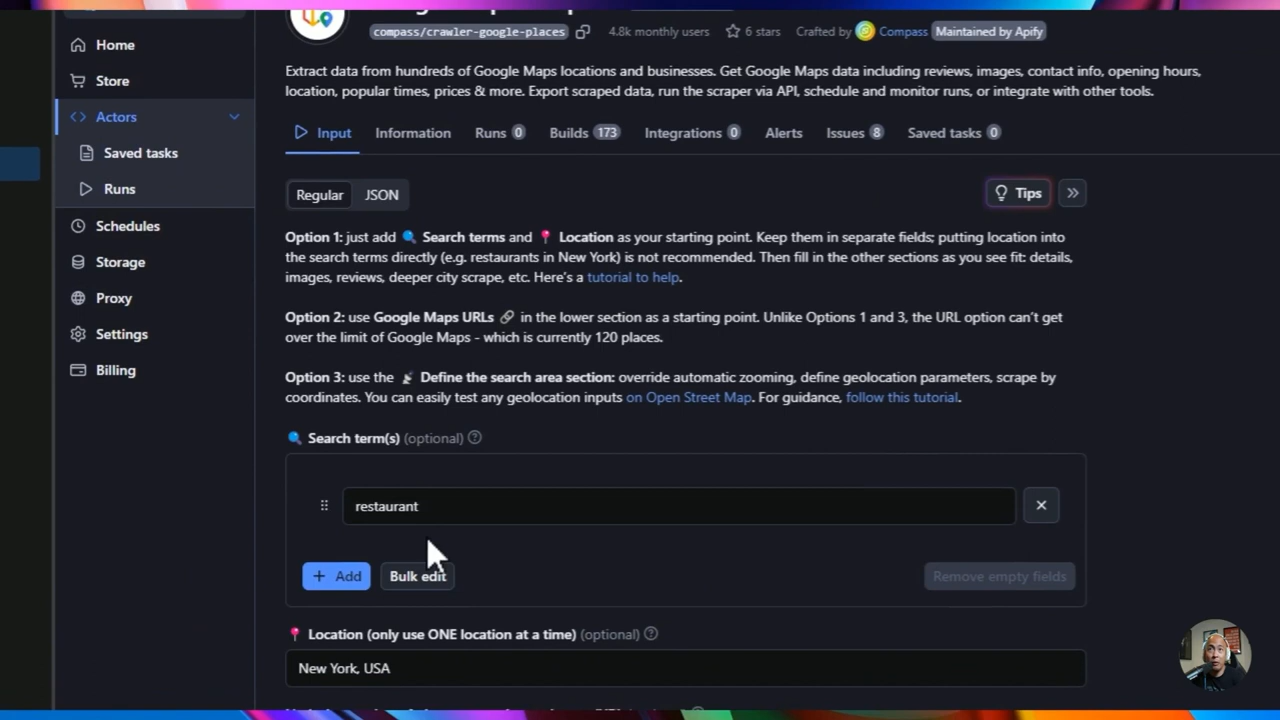 compass/crawler-google-places 4.8k monthly users 6 stars Crafted by Compass Maintained by Apify
Home
Store
Actors
Saved tasks
Runs
Schedules
Storage
Proxy
Settings
Billing
Extract data from hundreds of Google Maps locations and businesses. Get Google Maps data including reviews, images, contact info, opening hours,
location, popular times, prices & more. Export scraped data, run the scraper via API, schedule and monitor runs, or integrate with other tools.
Input Information Runs 0 Builds 173 Integrations 0 Alerts Issues 8 Saved tasks 0
Regular JSON Tips
Option 1: just add Search terms and Location as your starting point. Keep them in separate fields; putting location into
the search terms directly (e.g. restaurants in New York) is not recommended. Then fill in the other sections as you see fit: details,
images, reviews, deeper city scrape, etc. Here's a tutorial to help.
Option 2: use Google Maps URLs in the lower section as a starting point. Unlike Options 1 and 3, the URL option can't get
over the limit of Google Maps - which is currently 120 places.
Option 3: use the Define the search area section: override automatic zooming, define geolocation parameters, scrape by
coordinates. You can easily test any geolocation inputs on Open Street Map. For guidance, follow this tutorial.
Search term(s) (optional)
restaurant
Add Bulk edit Remove empty fields
Location (only use ONE location at a time) (optional)
New York, USA